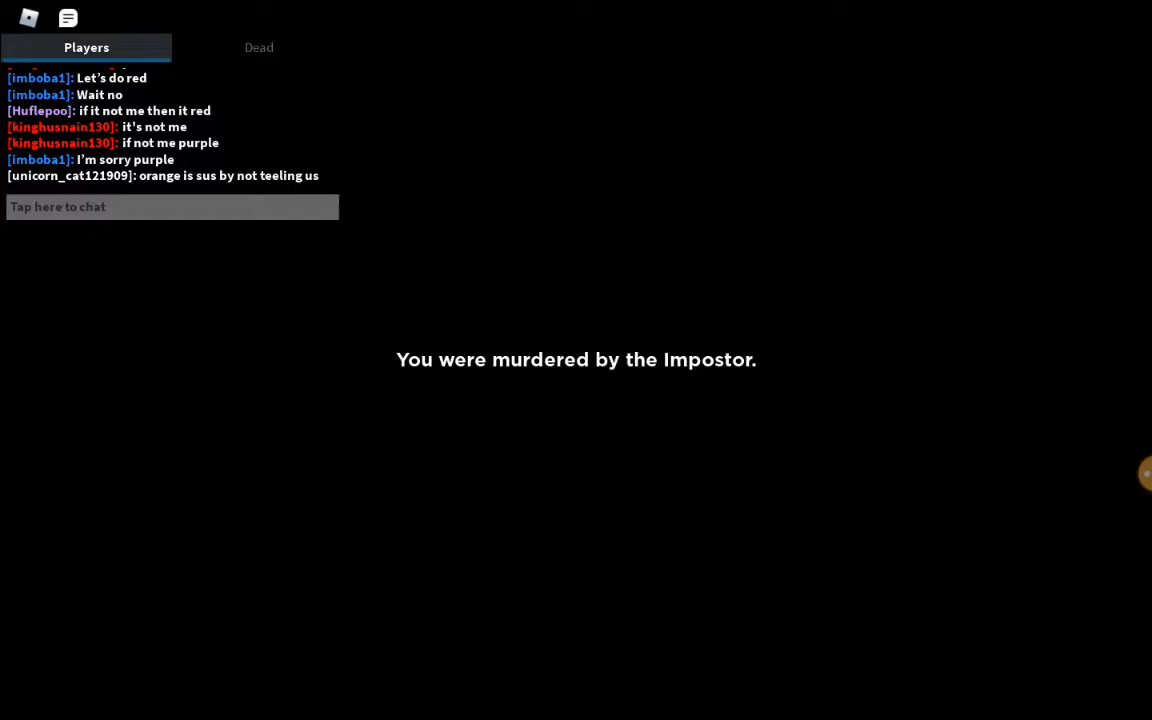 Players
Dead
[imboba1]: Let’s do red
[imboba1]: Wait no
[Huflepoo]: if it not me then it red
[kinghusnain130]: it's not me
[kinghusnain130]: if not me purple
[imboba1]: I’m sorry purple
[unicorn_cat121909]: orange is sus by not teeling us
Tap here to chat
You were murdered by the Impostor.